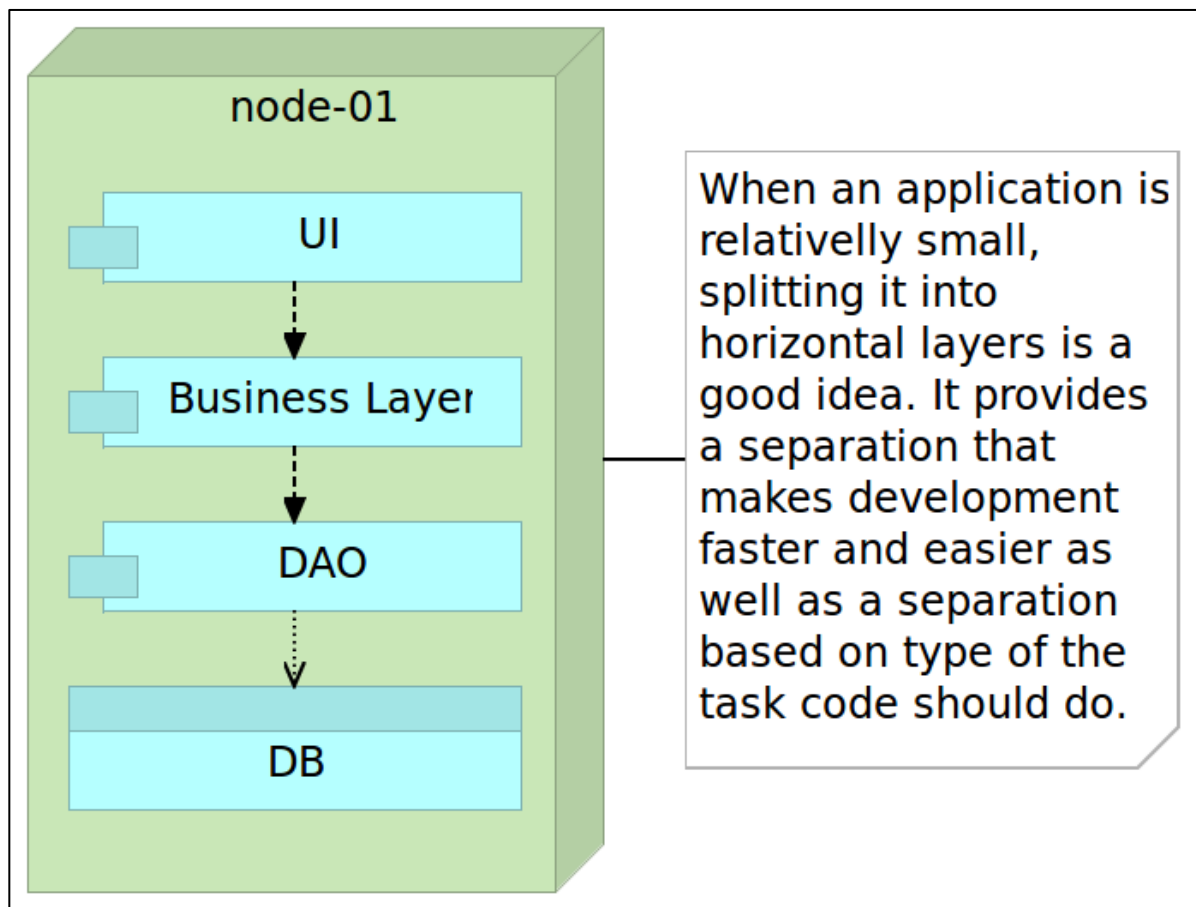 node-01
UI
Business Layer
DAO
DB
When an application is
relativelly small,
splitting it into
horizontal layers is a
good idea. It provides
a separation that
makes development
faster and easier as
well as a separation
based on type of the
task code should do.